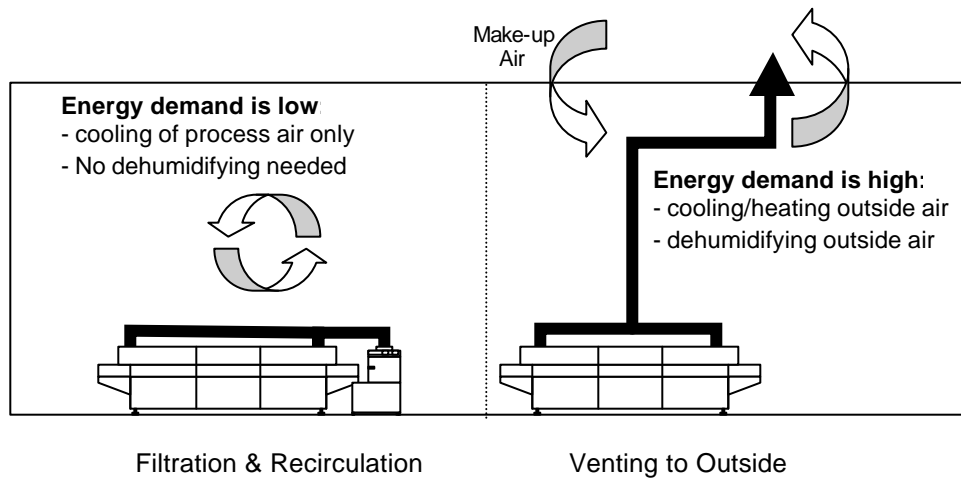 Make-up
Air
Energy demand is low:
- cooling of process air only
- No dehumidifying needed
Energy demand is high:
- cooling/heating outside air
- dehumidifying outside air
Filtration & Recirculation
Venting to Outside